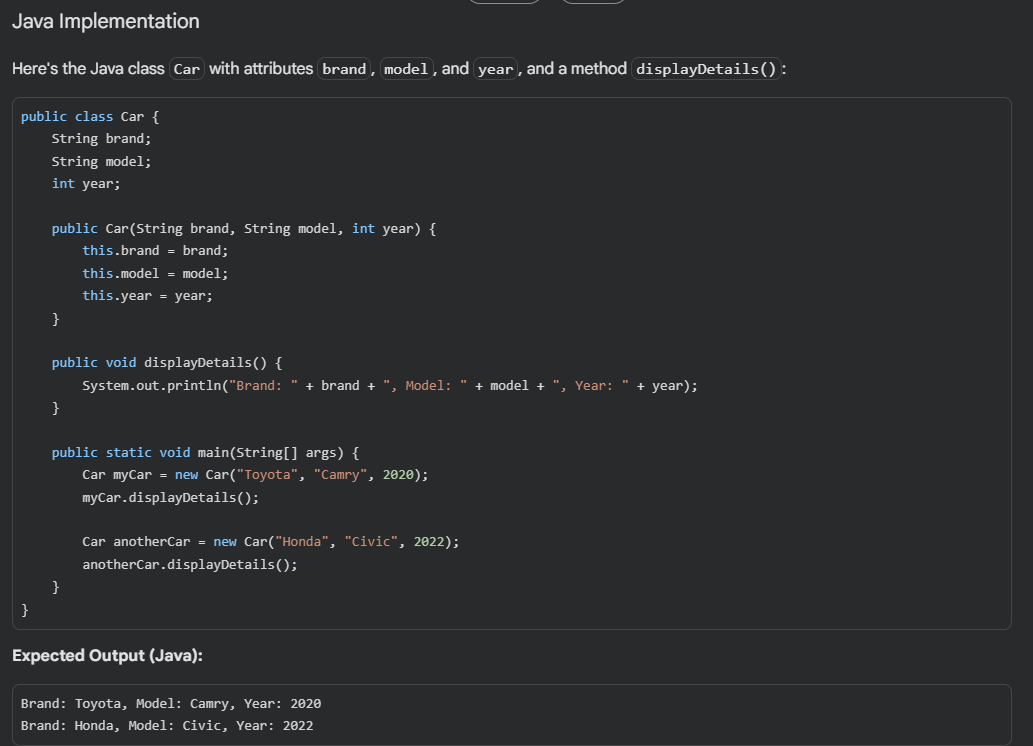 Java Implementation
Here's the Java class Car with attributes brand, model, and year, and a method displayDetails():
public class Car {
    String brand;
    String model;
    int year;

    public Car(String brand, String model, int year) {
        this.brand = brand;
        this.model = model;
        this.year = year;
    }

    public void displayDetails() {
        System.out.println("Brand: " + brand + ", Model: " + model + ", Year: " + year);
    }

    public static void main(String[] args) {
        Car myCar = new Car("Toyota", "Camry", 2020);
        myCar.displayDetails();

        Car anotherCar = new Car("Honda", "Civic", 2022);
        anotherCar.displayDetails();
    }
}
Expected Output (Java):
Brand: Toyota, Model: Camry, Year: 2020
Brand: Honda, Model: Civic, Year: 2022